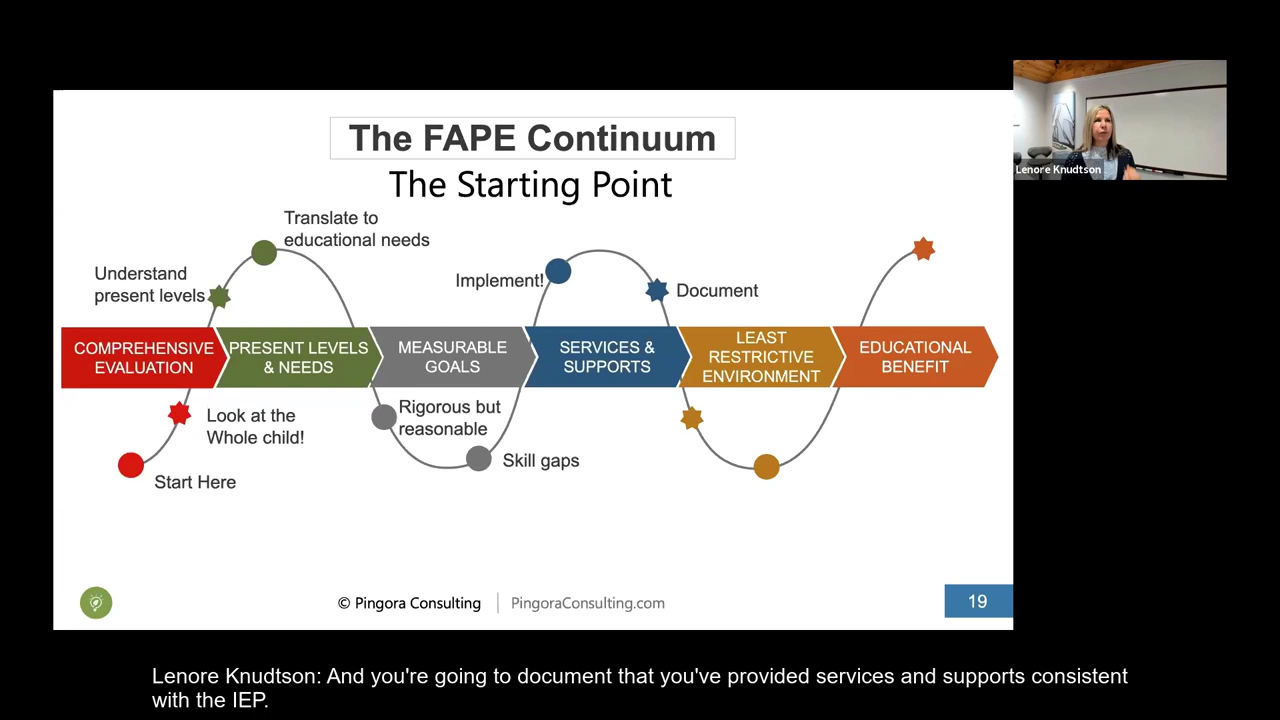 The FAPE Continuum
The Starting Point
Translate to
educational needs
Understand
present levels
Implement!
Document
COMPREHENSIVE
EVALUATION
PRESENT LEVELS
& NEEDS
MEASURABLE
GOALS
SERVICES &
SUPPORTS
LEAST
RESTRICTIVE
ENVIRONMENT
EDUCATIONAL
BENEFIT
Look at the
Whole child!
Start Here
Rigorous but
reasonable
Skill gaps
© Pingora Consulting
PingoraConsulting.com
19
Lenore Knudtson
Lenore Knudtson: And you're going to document that you've provided services and supports consistent
with the IEP.